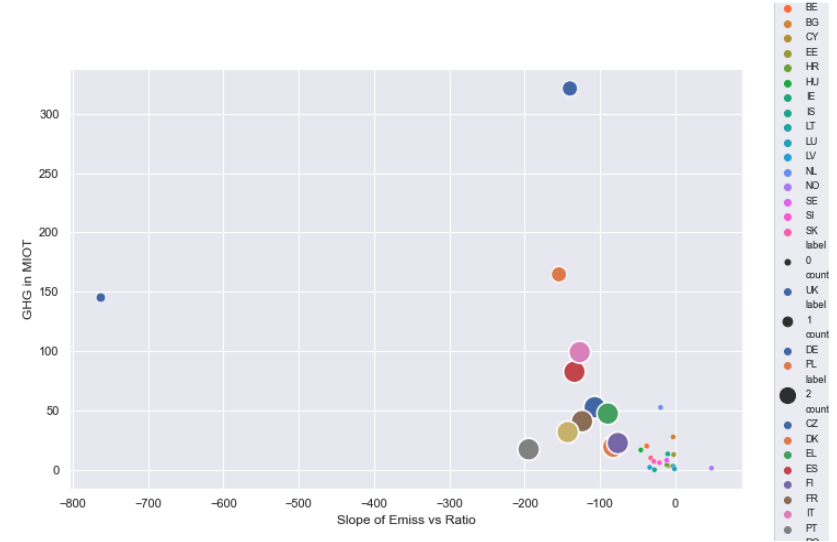 BE
BG
CY
EE
HR
HU
IE
IS
LT
LU
LV
NL
NO
SE
SI
SK
label
0
count
UK
label
1
count
DE
PL
label
2
count
CZ
DK
EL
ES
FI
FR
IT
PT
300
250
200
150
100
50
0
GHG in MIOT
−800 −700 −600 −500 −400 −300 −200 −100 0
Slope of Emiss vs Ratio